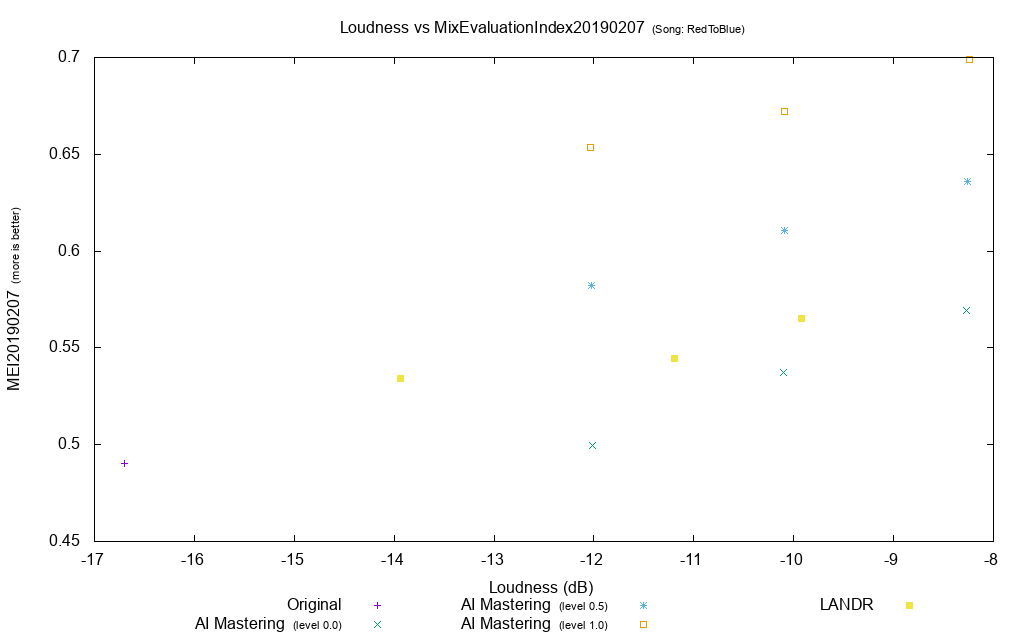 Loudness vs MixEvaluationIndex20190207 (Song: RedToBlue)
0.7
0.65
0.6
0.55
0.5
0.45
MEI20190207 (more is better)
-17 -16 -15 -14 -13 -12 -11 -10 -9 -8
Loudness (dB)
Original AI Mastering (level 0.5) LANDR
AI Mastering (level 0.0) AI Mastering (level 1.0)